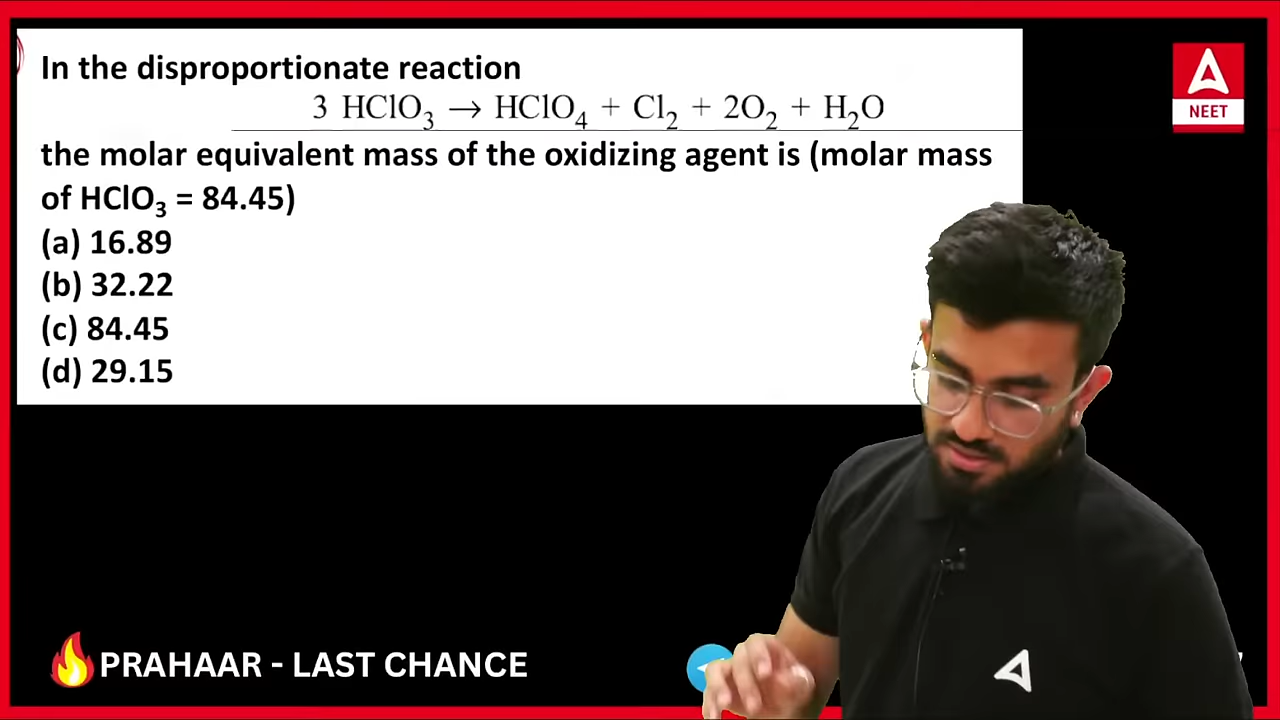 In the disproportionate reaction
3 HClO₃ → HClO₄ + Cl₂ + 2O₂ + H₂O
the molar equivalent mass of the oxidizing agent is (molar mass
of HClO₃ = 84.45)
(a) 16.89
(b) 32.22
(c) 84.45
(d) 29.15
NEET
PRAHAAR - LAST CHANCE